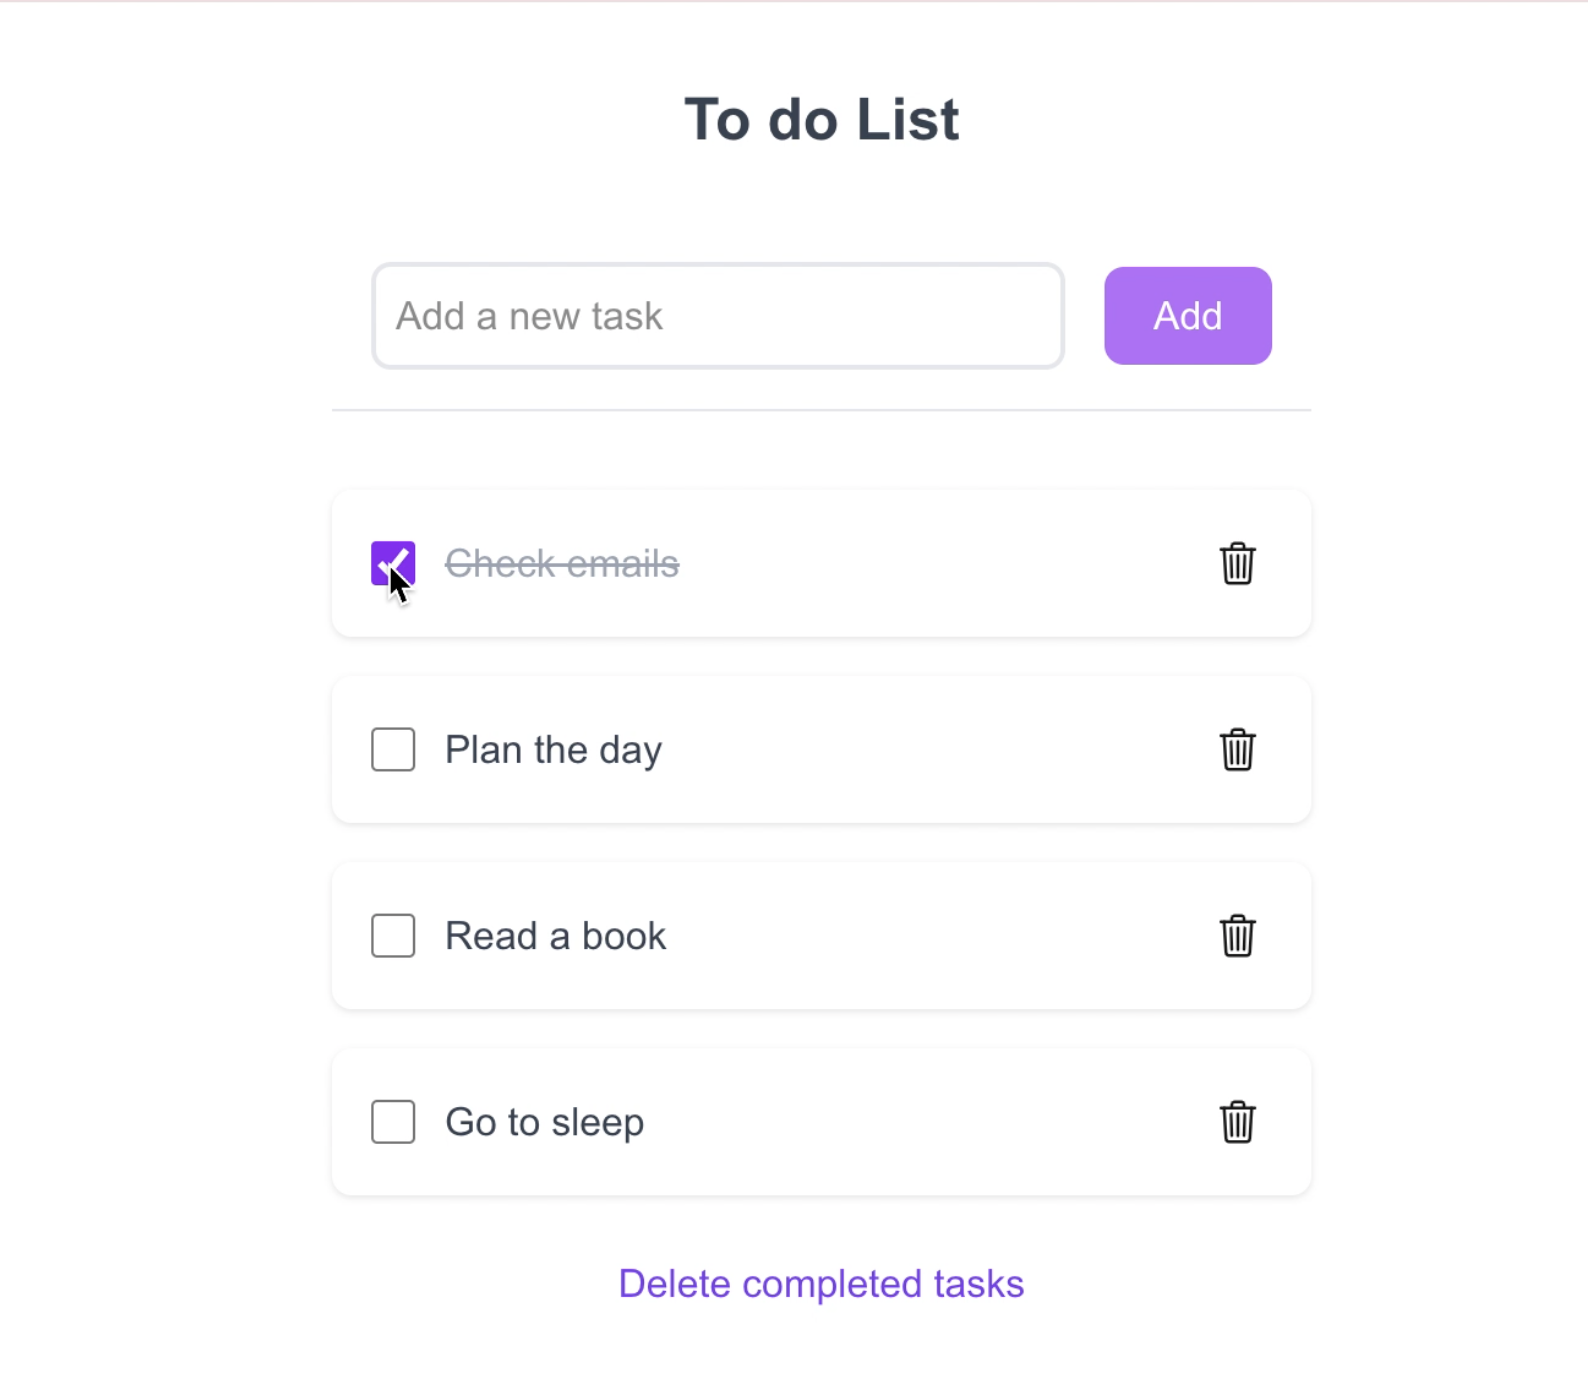 To do List
Add a new task
Add
Check emails
Plan the day
Read a book
Go to sleep
Delete completed tasks